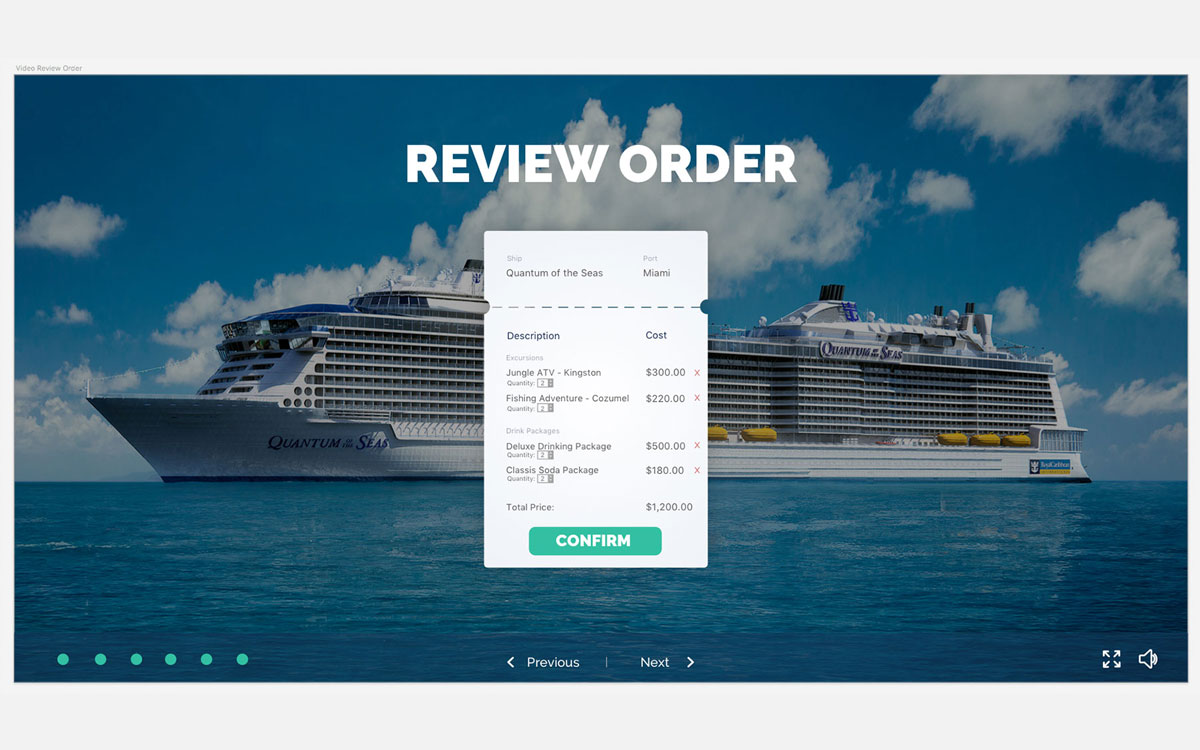 Video Review Order
REVIEW ORDER
Ship Port
Quantum of the Seas Miami
Description Cost
Excursions
Jungle ATV - Kingston $300.00 X
Quantity: 2
Fishing Adventure - Cozumel $220.00 X
Quantity: 2
Drink Packages
Deluxe Drinking Package $500.00 X
Quantity: 2
Classis Soda Package $180.00 X
Quantity: 2
Total Price: $1,200.00
CONFIRM
QUANTUM OF THE SEAS
QUANTUM OF THE SEAS
RoyalCaribbean
Previous | Next